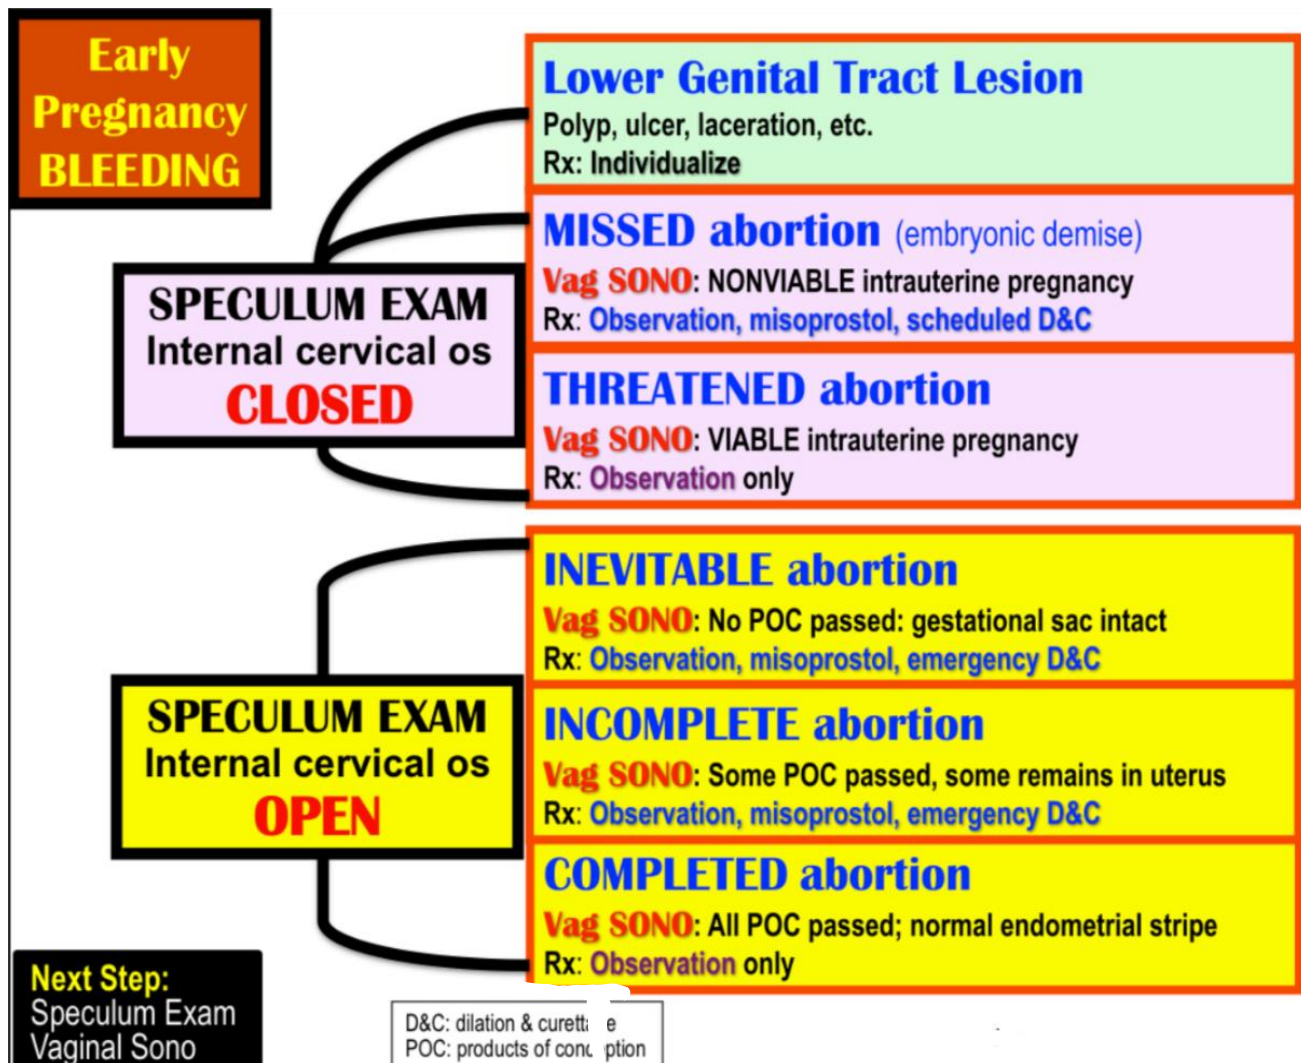 Early
Pregnancy
BLEEDING
Lower Genital Tract Lesion
Polyp, ulcer, laceration, etc.
Rx: Individualize
MISSED abortion (embryonic demise)
Vag SONO: NONVIABLE intrauterine pregnancy
Rx: Observation, misoprostol, scheduled D&C
SPECULUM EXAM
Internal cervical os
CLOSED
THREATENED abortion
Vag SONO: VIABLE intrauterine pregnancy
Rx: Observation only
INEVITABLE abortion
Vag SONO: No POC passed: gestational sac intact
Rx: Observation, misoprostol, emergency D&C
SPECULUM EXAM
Internal cervical os
OPEN
INCOMPLETE abortion
Vag SONO: Some POC passed, some remains in uterus
Rx: Observation, misoprostol, emergency D&C
COMPLETED abortion
Vag SONO: All POC passed; normal endometrial stripe
Rx: Observation only
Next Step:
Speculum Exam
Vaginal Sono
D&C: dilation &
POC: products of